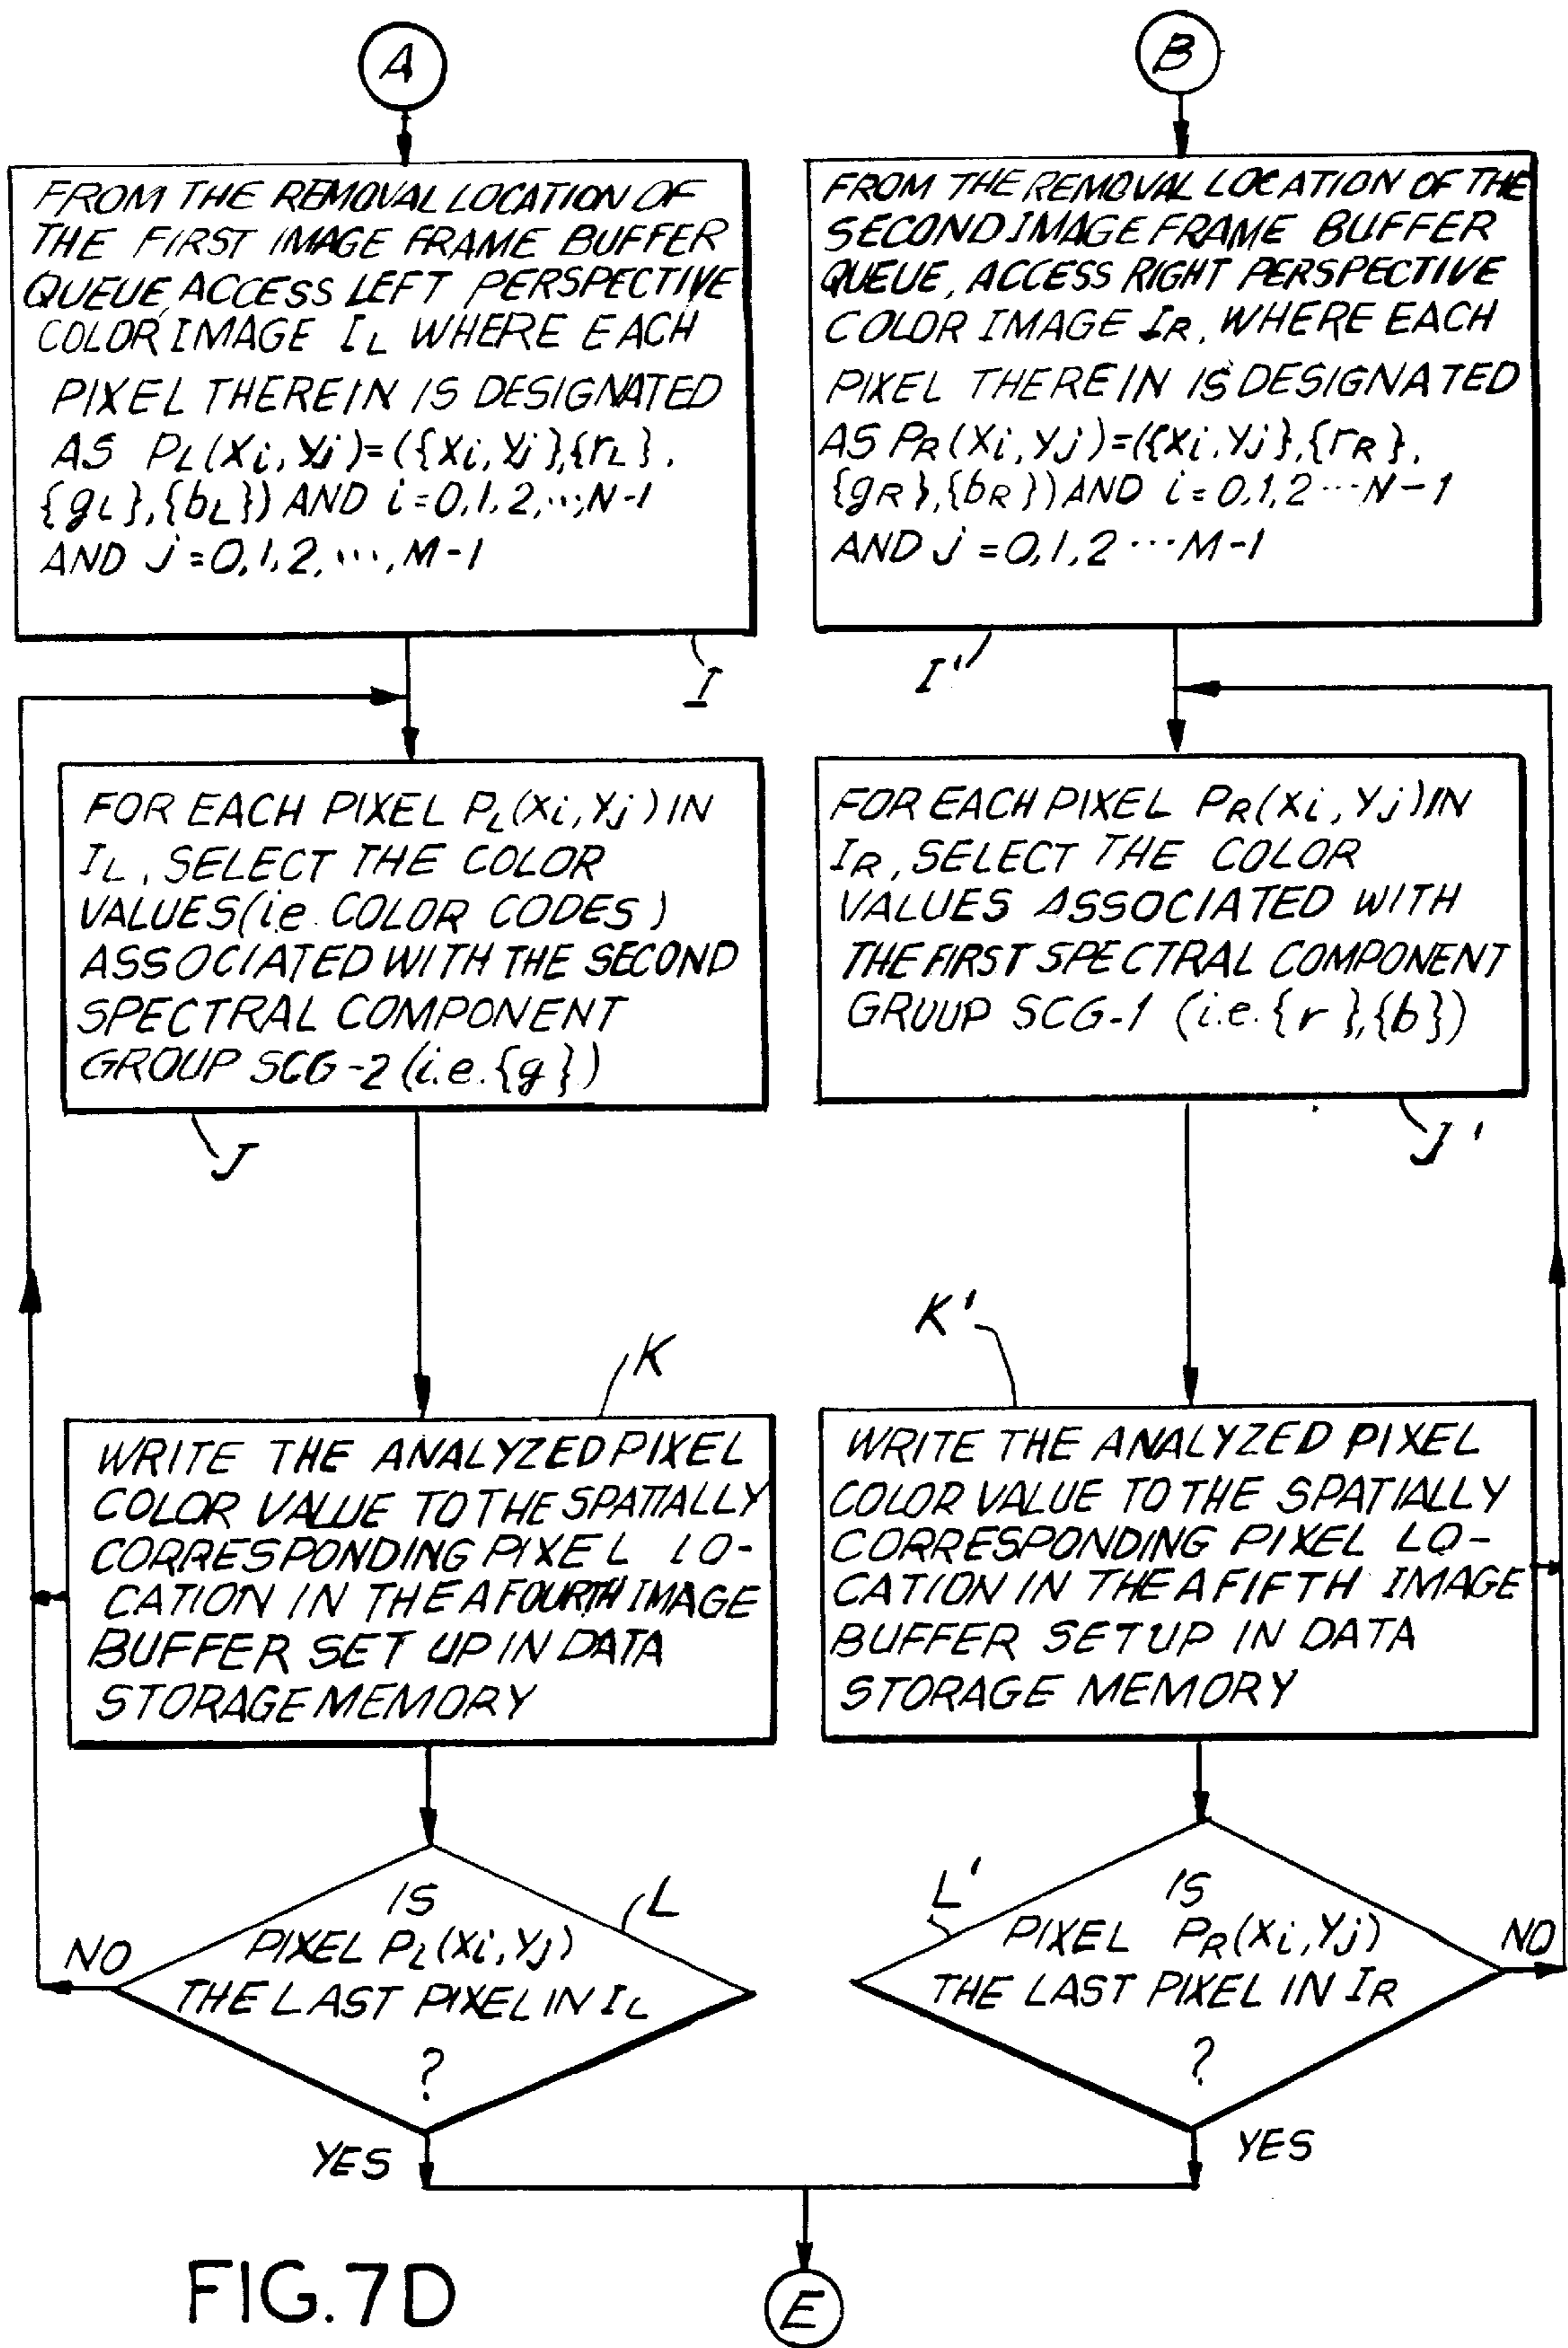 A
FROM THE REMOVAL LOCATION OF
THE FIRST IMAGE FRAME BUFFER
QUEUE, ACCESS LEFT PERSPECTIVE
COLOR IMAGE IL WHERE EACH
PIXEL THEREIN IS DESIGNATED
AS PL(Xi, Yj)=({Xi, Yj},{rL},
{gL},{bL}) AND i=0,1,2,...,N-1
AND j=0,1,2,...,M-1
I
FOR EACH PIXEL PL(Xi, Yj) IN
IL, SELECT THE COLOR
VALUES (i.e. COLOR CODES)
ASSOCIATED WITH THE SECOND
SPECTRAL COMPONENT
GROUP SCG-2 (i.e. {g})
J
K
WRITE THE ANALYZED PIXEL
COLOR VALUE TO THE SPATIALLY
CORRESPONDING PIXEL LO-
CATION IN THE A FOURTH IMAGE
BUFFER SET UP IN DATA
STORAGE MEMORY
L
IS
PIXEL PL(Xi, Yj)
THE LAST PIXEL IN IL
?
NO
YES
B
FROM THE REMOVAL LOCATION OF THE
SECOND IMAGE FRAME BUFFER
QUEUE, ACCESS RIGHT PERSPECTIVE
COLOR IMAGE IR, WHERE EACH
PIXEL THEREIN IS DESIGNATED
AS PR(Xi, Yj)=({Xi, Yj},{rR},
{gR},{bR}) AND i=0,1,2...N-1
AND j=0,1,2...M-1
I'
FOR EACH PIXEL PR(Xi, Yj) IN
IR, SELECT THE COLOR
VALUES ASSOCIATED WITH
THE FIRST SPECTRAL COMPONENT
GRUUP SCG-1 (i.e. {r},{b})
J'
K'
WRITE THE ANALYZED PIXEL
COLOR VALUE TO THE SPATIALLY
CORRESPONDING PIXEL LO-
CATION IN THE A FIFTH IMAGE
BUFFER SET UP IN DATA
STORAGE MEMORY
L'
IS
PIXEL PR(Xi, Yj)
THE LAST PIXEL IN IR
?
NO
YES
E
FIG. 7D